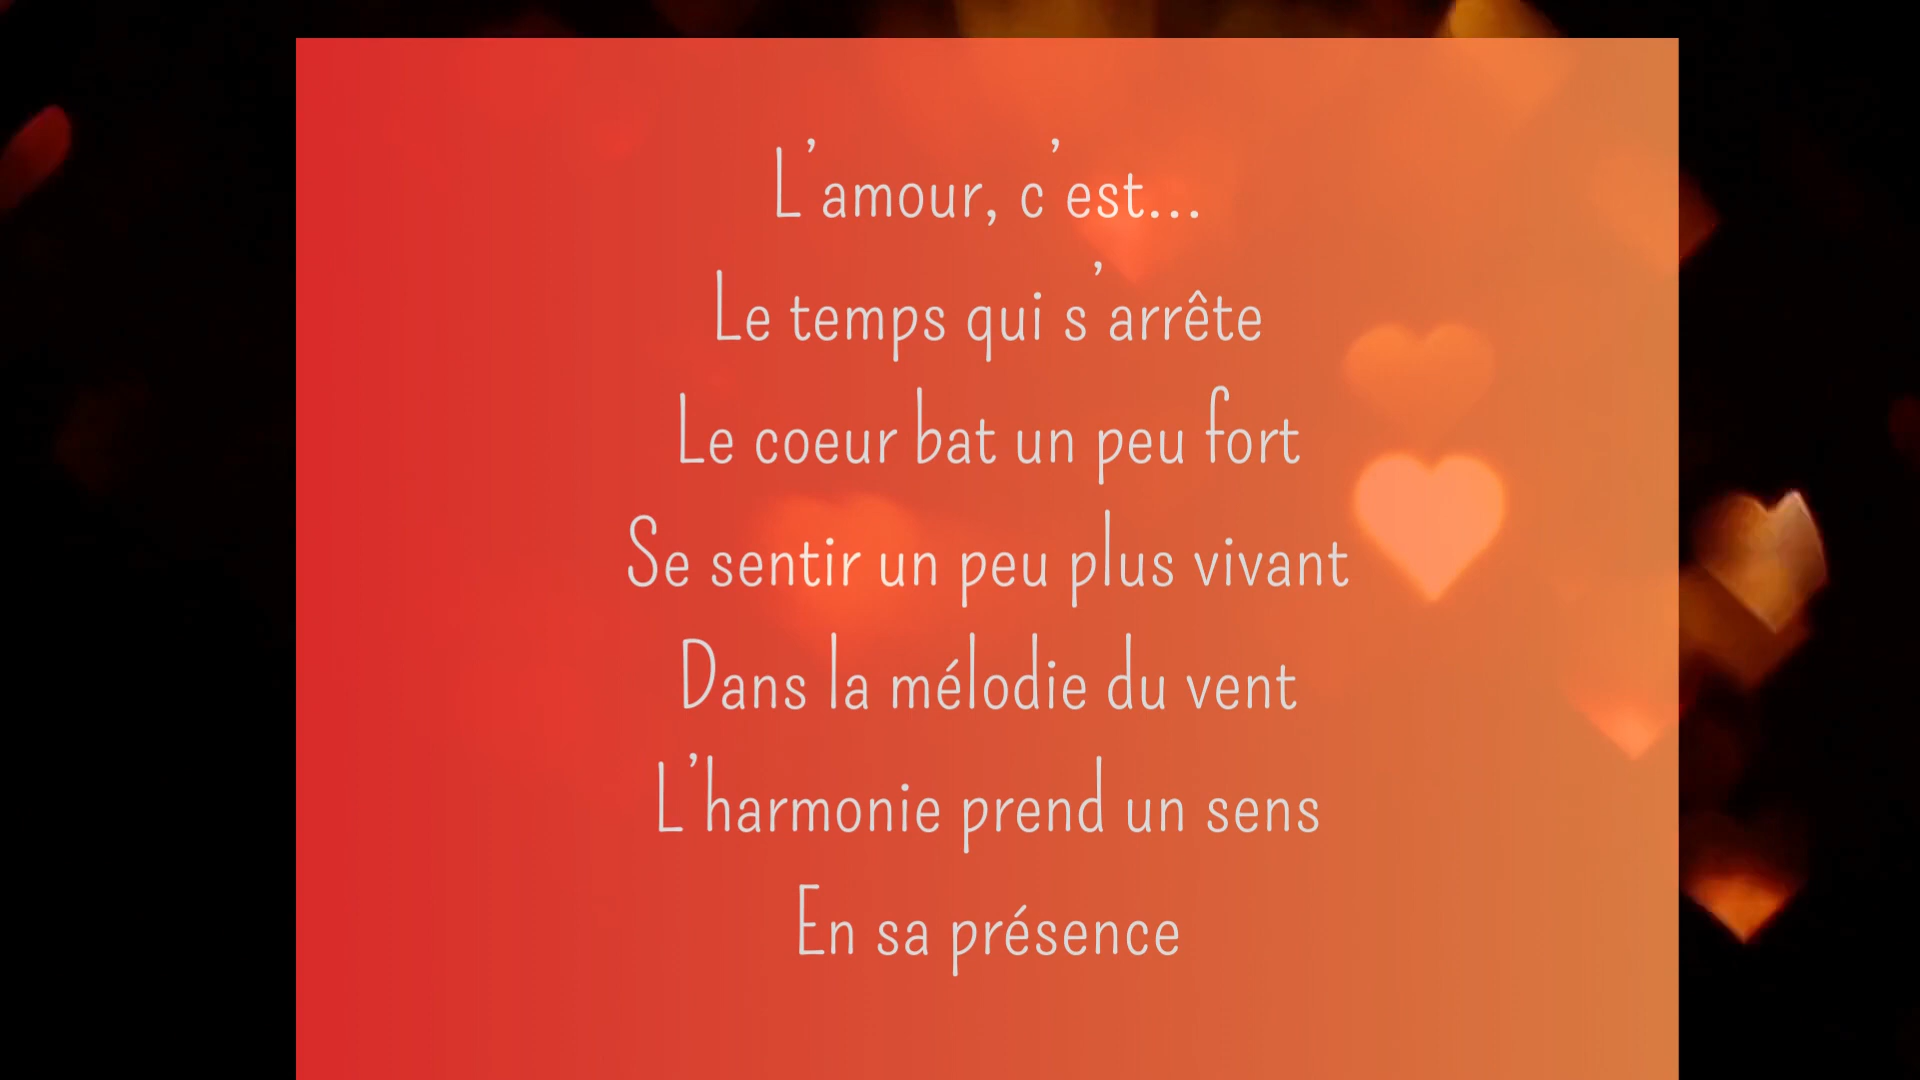 L’amour, c’est...
Le temps qui s’arrête
Le coeur bat un peu fort
Se sentir un peu plus vivant
Dans la mélodie du vent
L’harmonie prend un sens
En sa présence